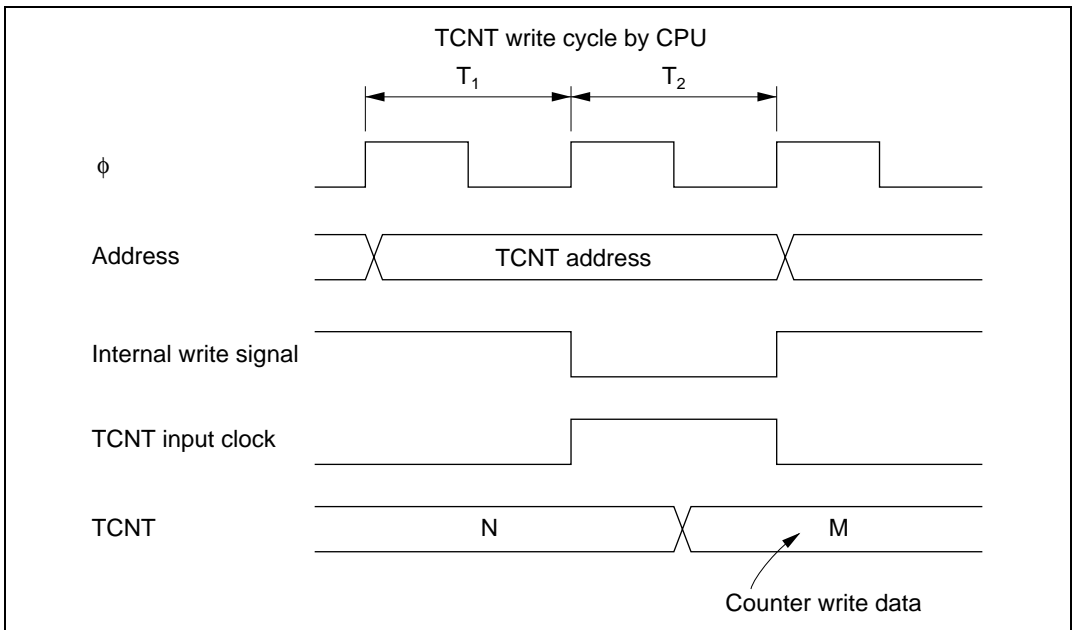 TCNT write cycle by CPU
T₁ T₂
ϕ
Address
TCNT address
Internal write signal
TCNT input clock
TCNT
N
M
Counter write data